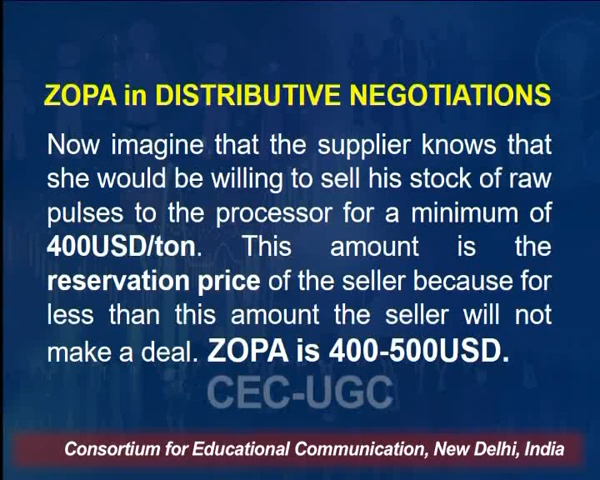 ZOPA in DISTRIBUTIVE NEGOTIATIONS
Now imagine that the supplier knows that
she would be willing to sell his stock of raw
pulses to the processor for a minimum of
400USD/ton. This amount is the
reservation price of the seller because for
less than this amount the seller will not
make a deal. ZOPA is 400-500USD.
CEC-UGC
Consortium for Educational Communication, New Delhi, India